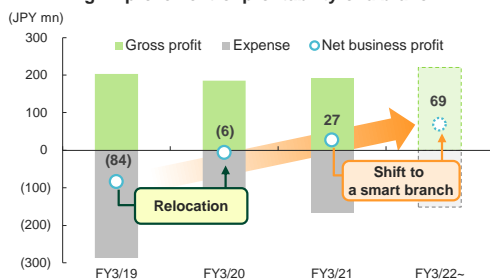 (JPY mn)
300
Gross profit
Expense
Net business profit
200
100
0
(100)
(200)
(300)
(84)
(6)
27
69
Relocation
Shift to
a smart branch
FY3/19
FY3/20
FY3/21
FY3/22~